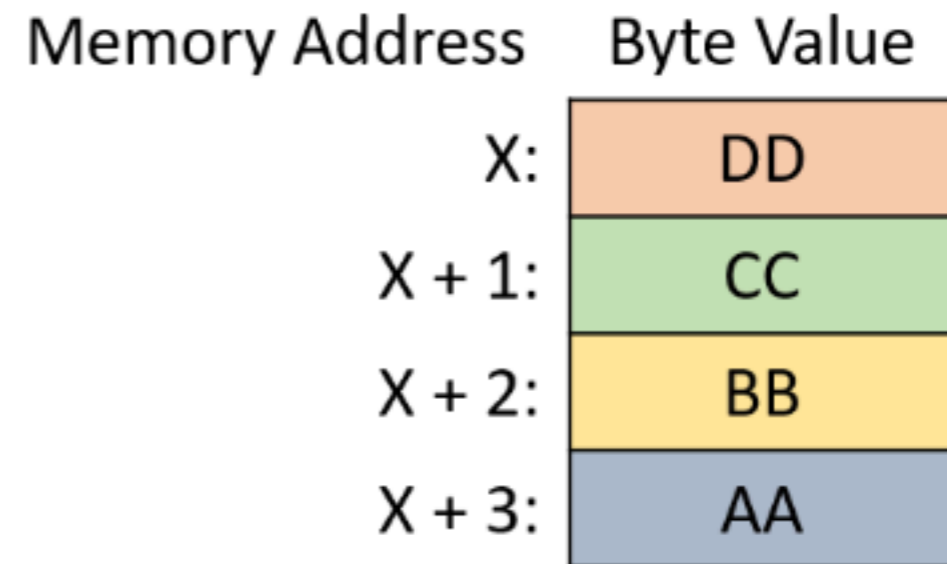 Memory Address Byte Value
X: DD
X + 1: CC
X + 2: BB
X + 3: AA